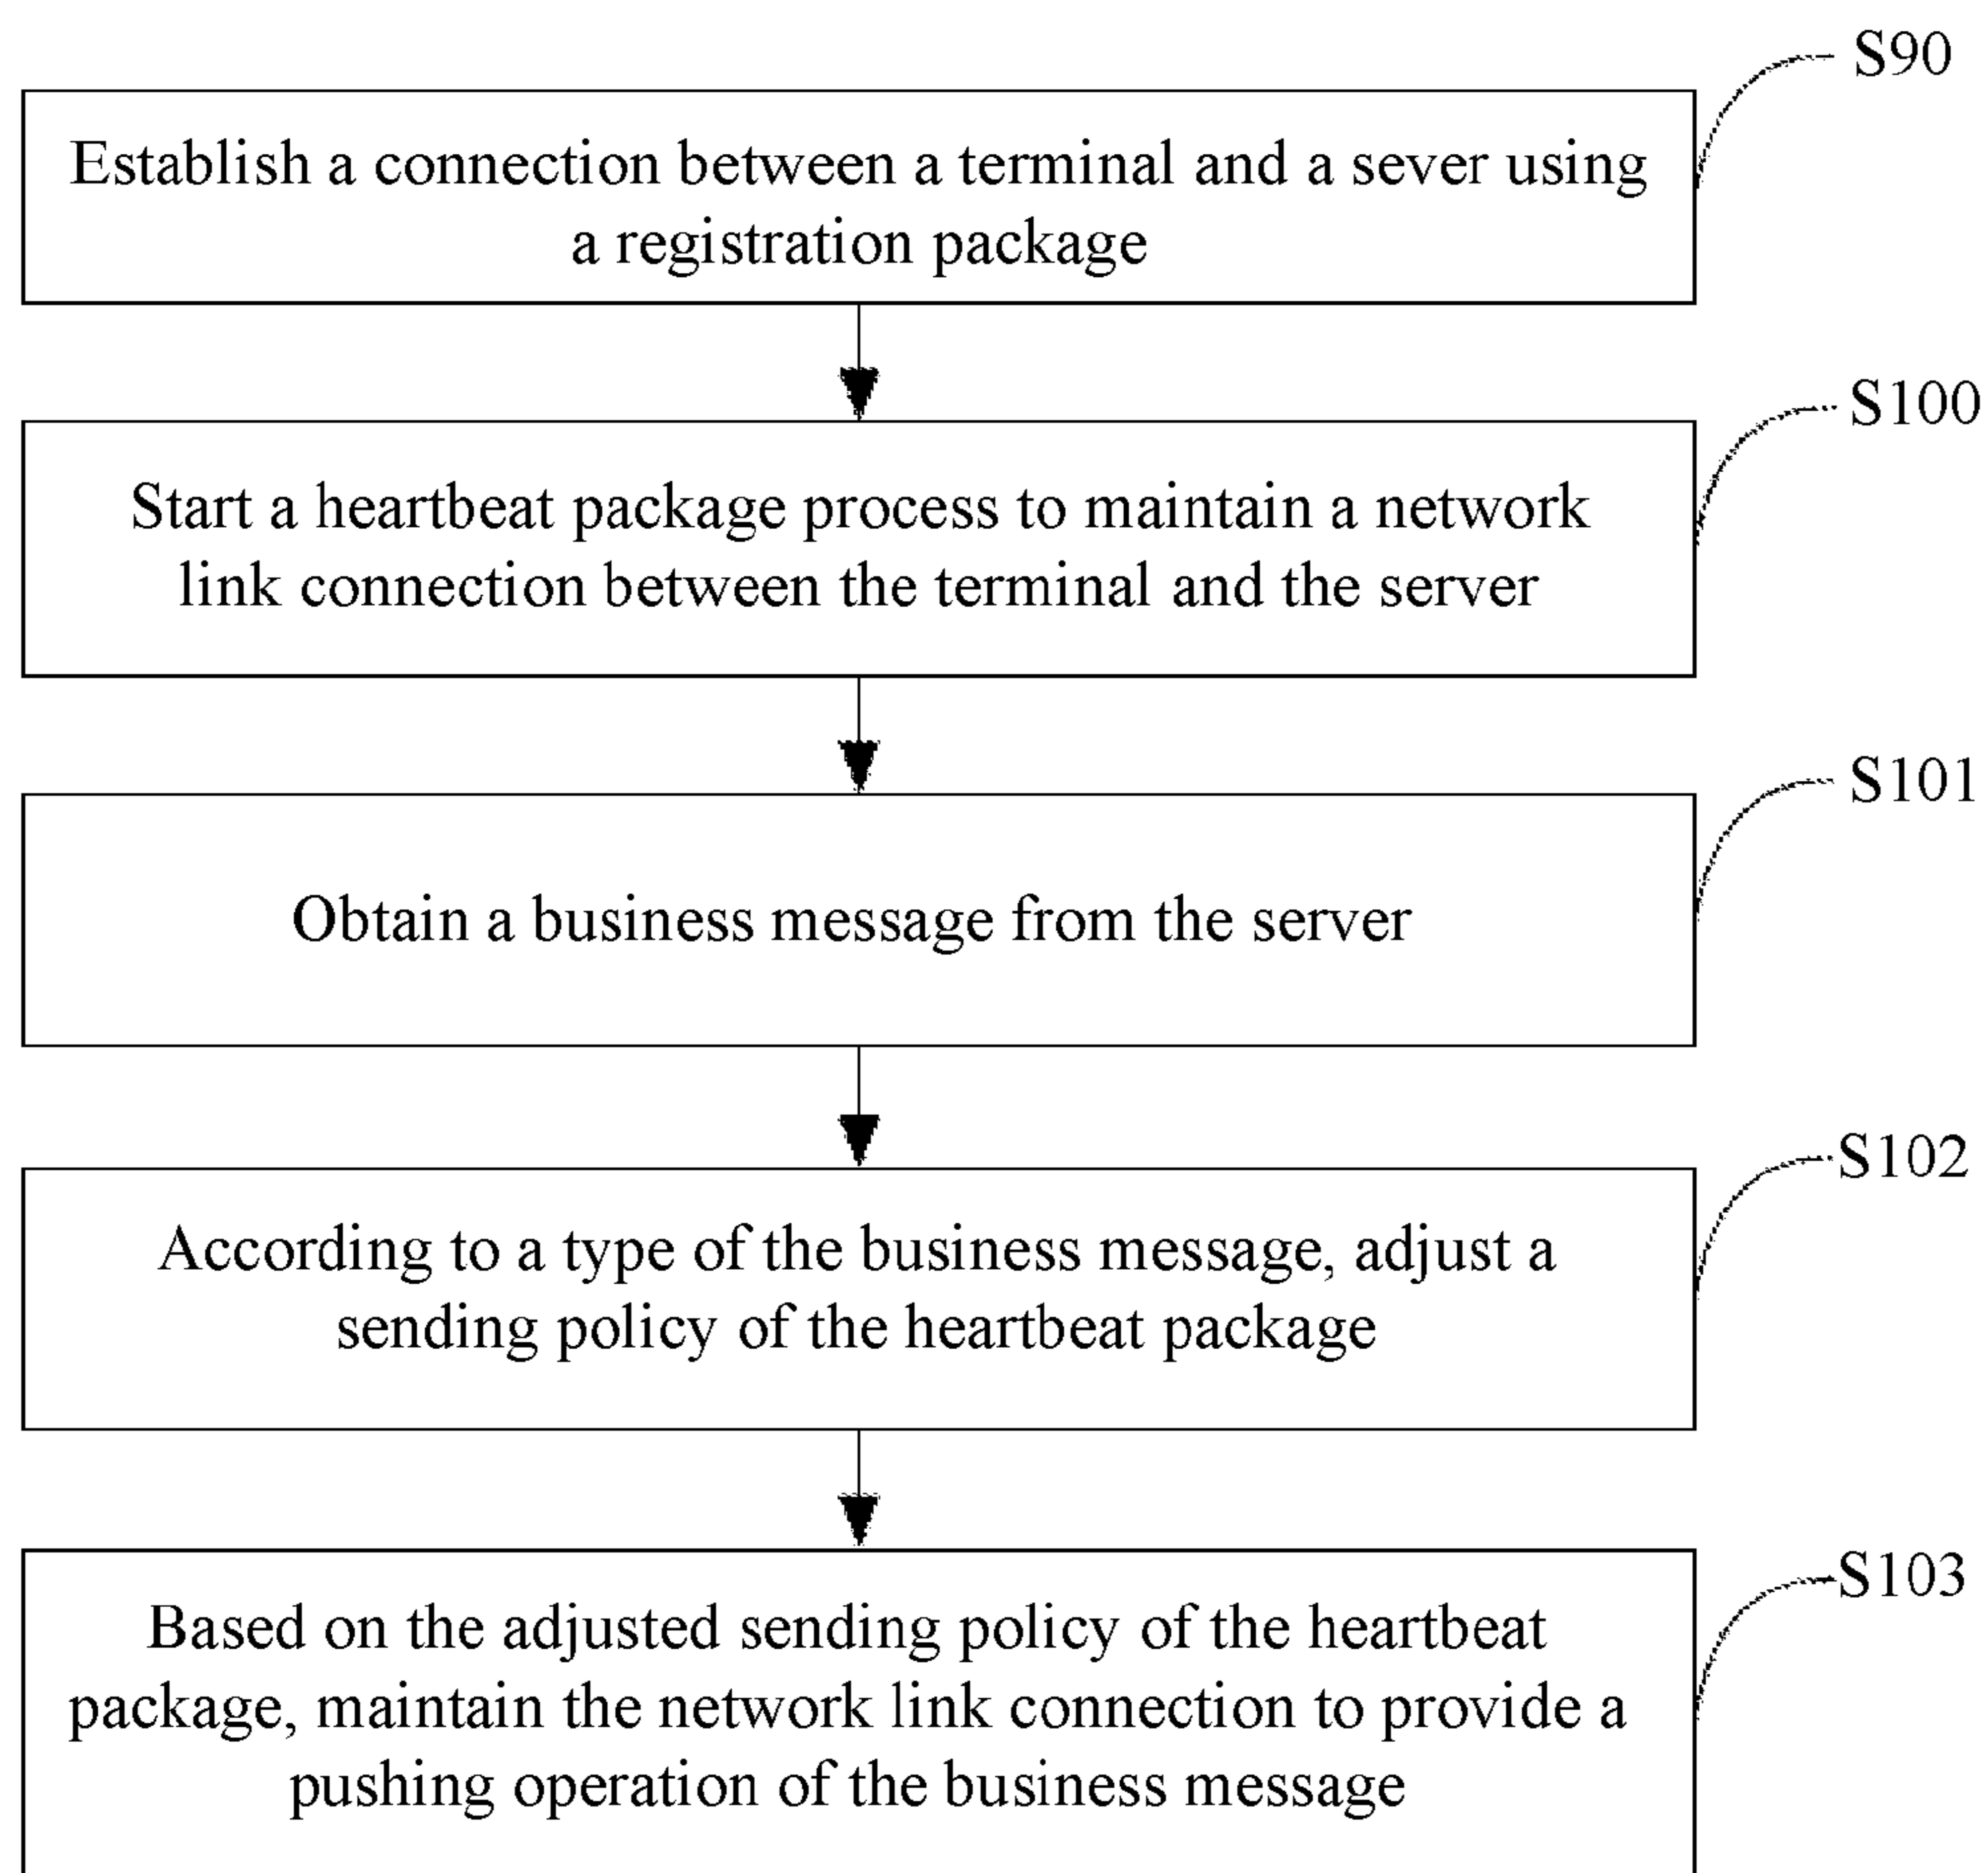 S90
Establish a connection between a terminal and a sever using
a registration package
S100
Start a heartbeat package process to maintain a network
link connection between the terminal and the server
S101
Obtain a business message from the server
S102
According to a type of the business message, adjust a
sending policy of the heartbeat package
S103
Based on the adjusted sending policy of the heartbeat
package, maintain the network link connection to provide a
pushing operation of the business message